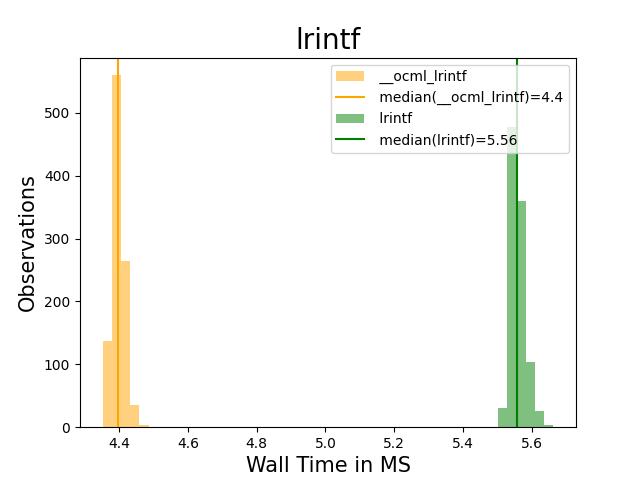 lrintf
__ocml_lrintf
median(__ocml_lrintf)=4.4
lrintf
median(lrintf)=5.56
Observations
500
400
300
200
100
0
4.4 4.6 4.8 5.0 5.2 5.4 5.6
Wall Time in MS